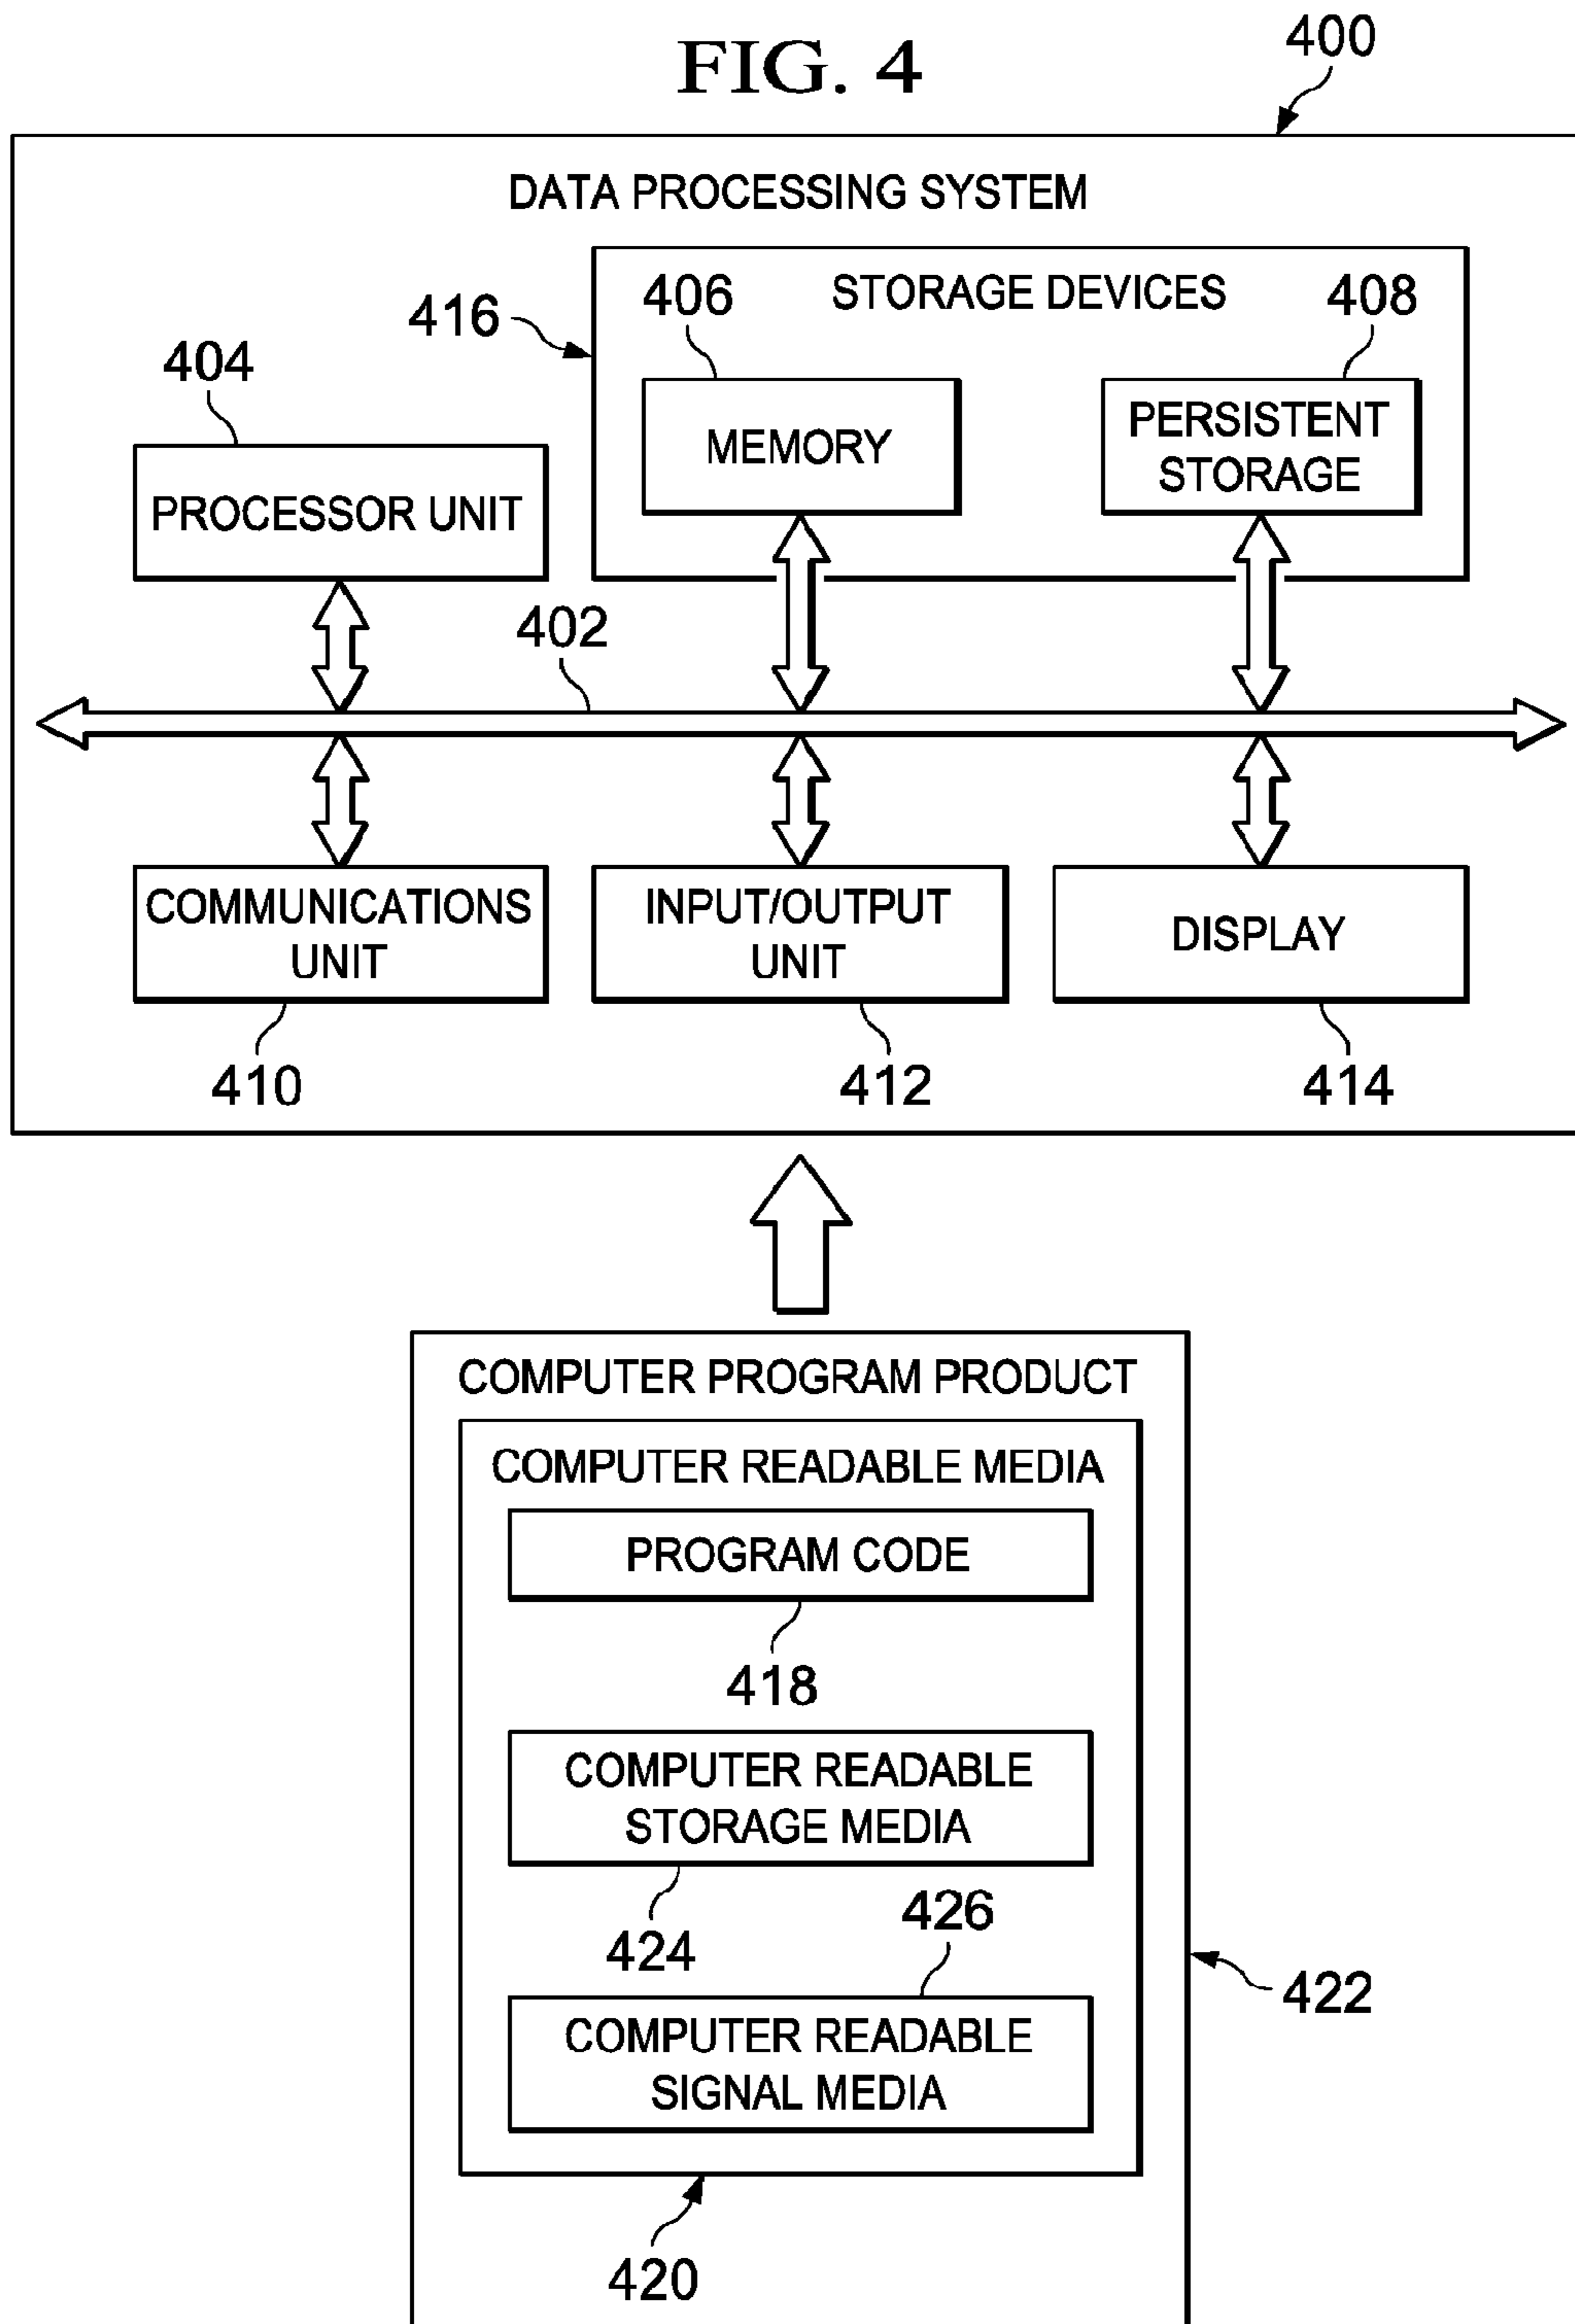 FIG. 4
400
DATA PROCESSING SYSTEM
STORAGE DEVICES
416
406
408
404
MEMORY
PERSISTENT
STORAGE
PROCESSOR UNIT
402
COMMUNICATIONS
UNIT
INPUT/OUTPUT
UNIT
DISPLAY
410
412
414
COMPUTER PROGRAM PRODUCT
COMPUTER READABLE MEDIA
PROGRAM CODE
418
COMPUTER READABLE
STORAGE MEDIA
424
426
COMPUTER READABLE
SIGNAL MEDIA
422
420